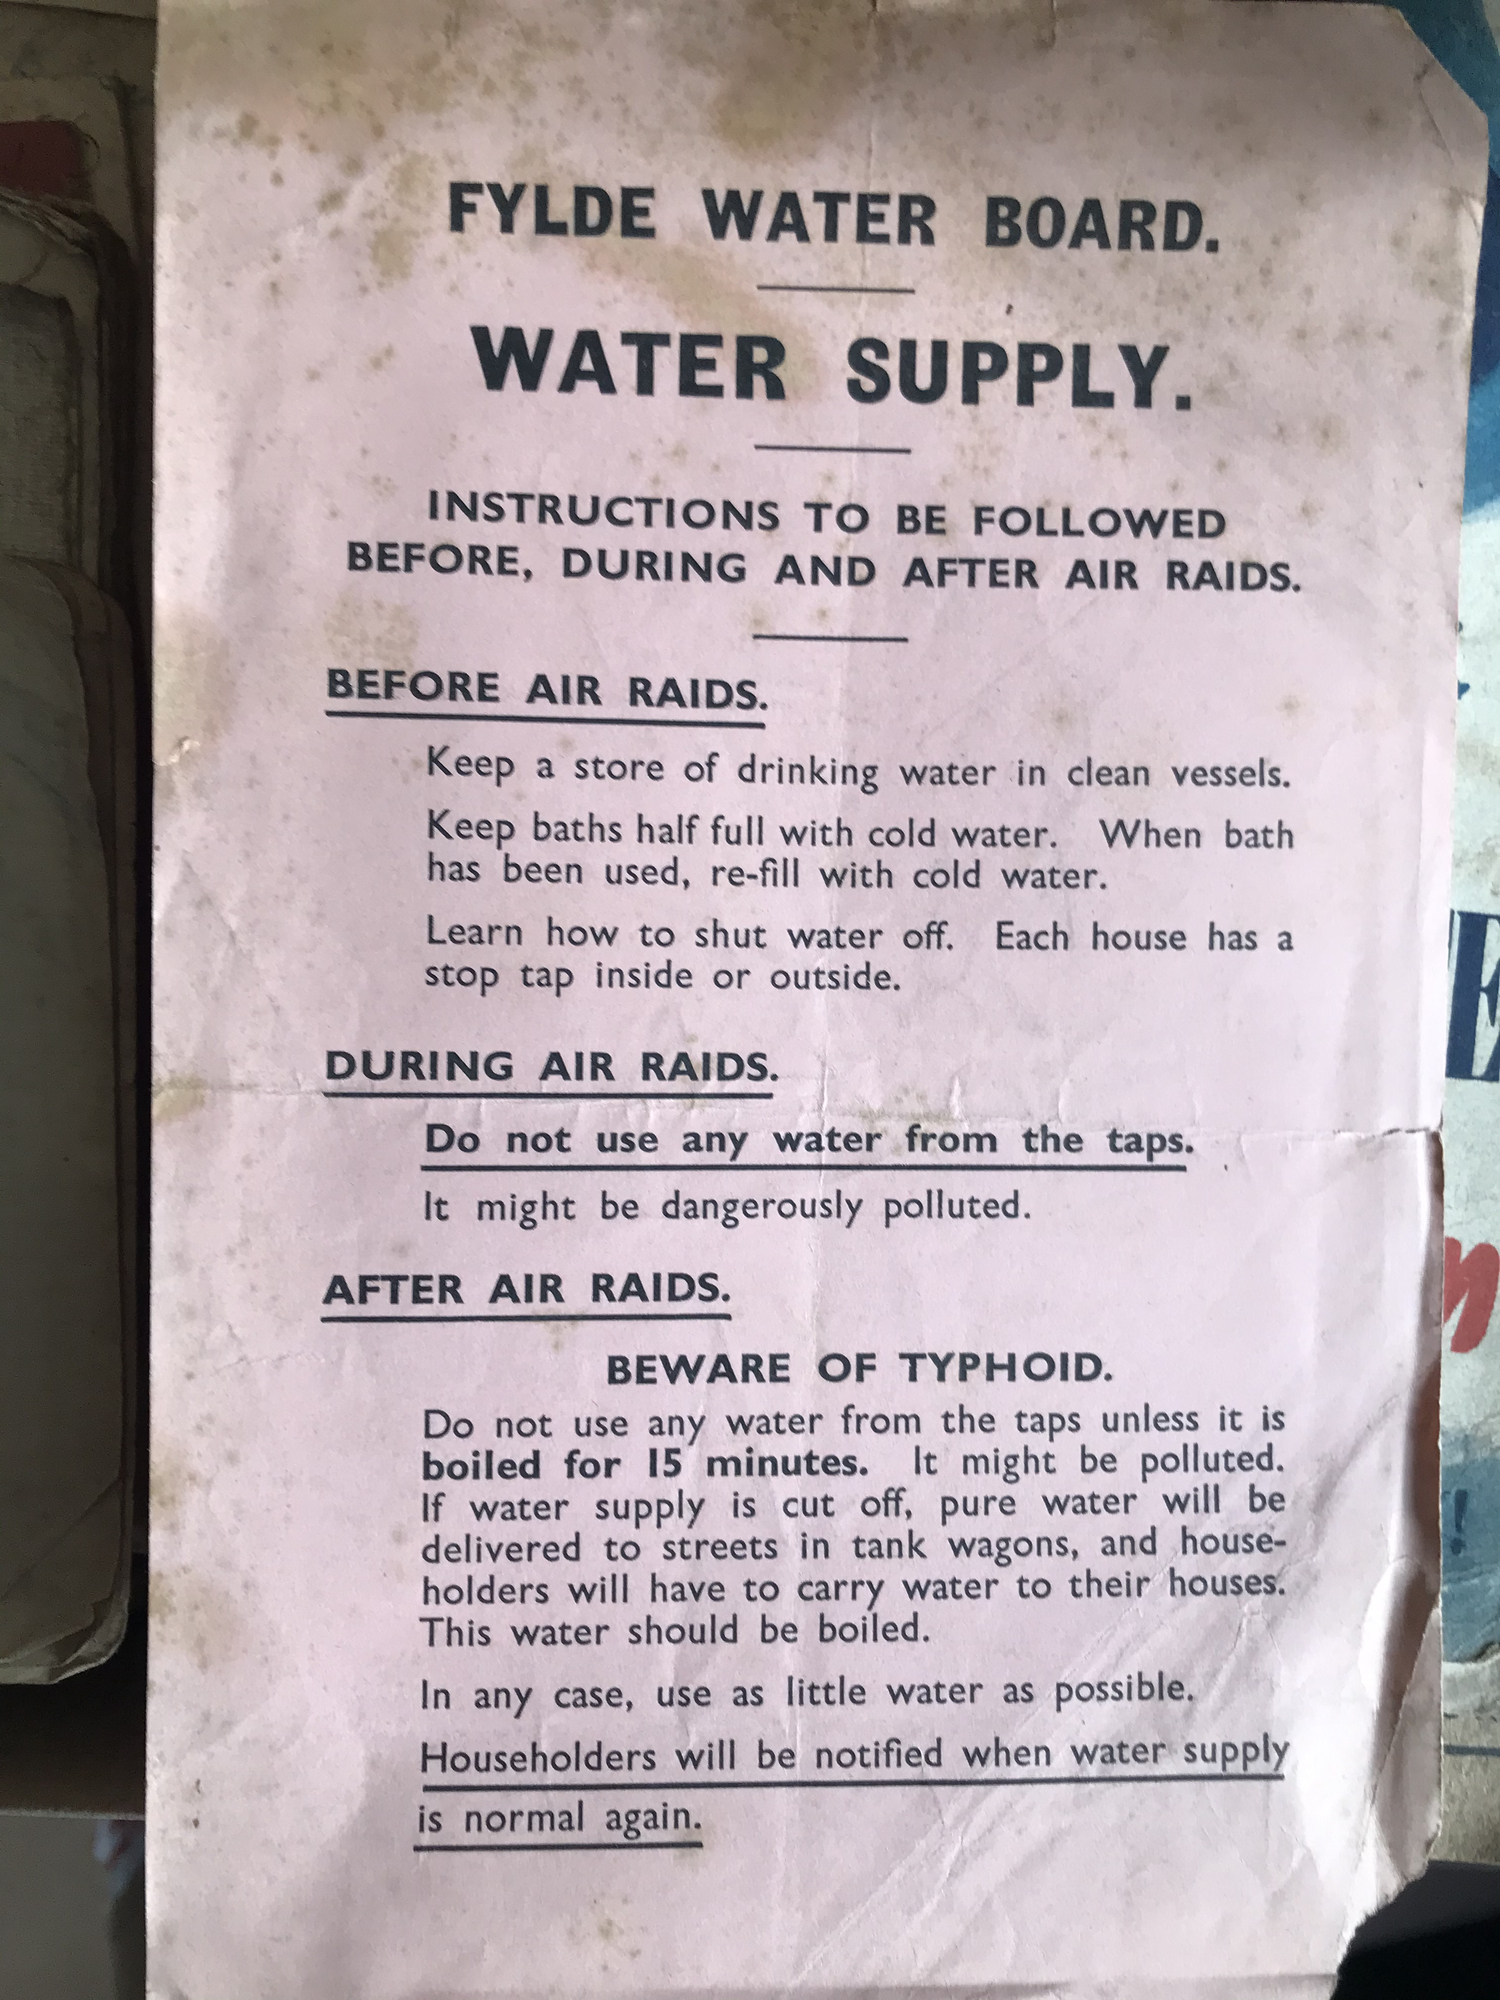 FYLDE WATER BOARD.
WATER SUPPLY.
INSTRUCTIONS TO BE FOLLOWED
BEFORE, DURING AND AFTER AIR RAIDS.
BEFORE AIR RAIDS.
Keep a store of drinking water in clean vessels.
Keep baths half full with cold water. When bath
has been used, re-fill with cold water.
Learn how to shut water off. Each house has a
stop tap inside or outside.
DURING AIR RAIDS.
Do not use any water from the taps.
It might be dangerously polluted.
AFTER AIR RAIDS.
BEWARE OF TYPHOID.
Do not use any water from the taps unless it is
boiled for 15 minutes. It might be polluted.
If water supply is cut off, pure water will be
delivered to streets in tank wagons, and house-
holders will have to carry water to their houses.
This water should be boiled.
In any case, use as little water as possible.
Householders will be notified when water supply
is normal again.